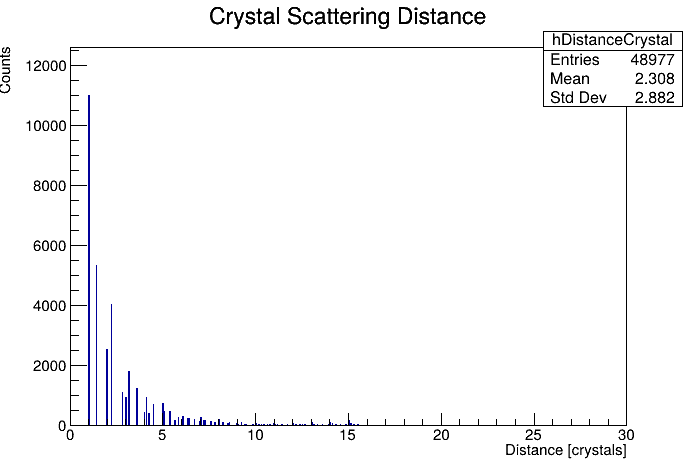 Crystal Scattering Distance
hDistanceCrystal
Entries 48977
Mean 2.308
Std Dev 2.882
Counts
12000
10000
8000
6000
4000
2000
0
0 5 10 15 20 25 30
Distance [crystals]